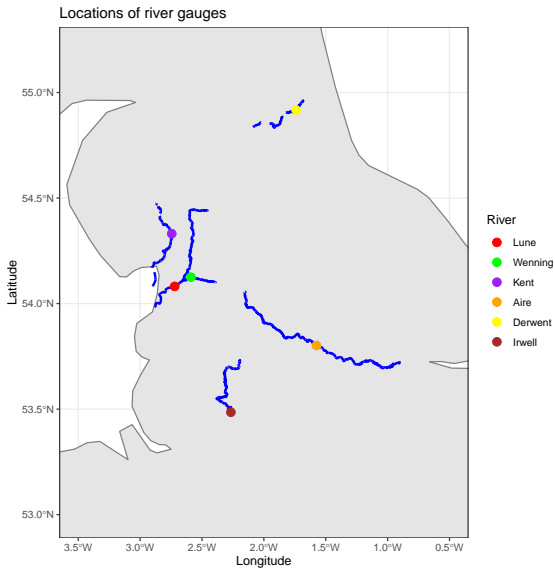 Locations of river gauges
55.0°N
54.5°N
54.0°N
53.5°N
53.0°N
Latitude
3.5°W 3.0°W 2.5°W 2.0°W 1.5°W 1.0°W 0.5°W
Longitude
River
Lune
Wenning
Kent
Aire
Derwent
Irwell